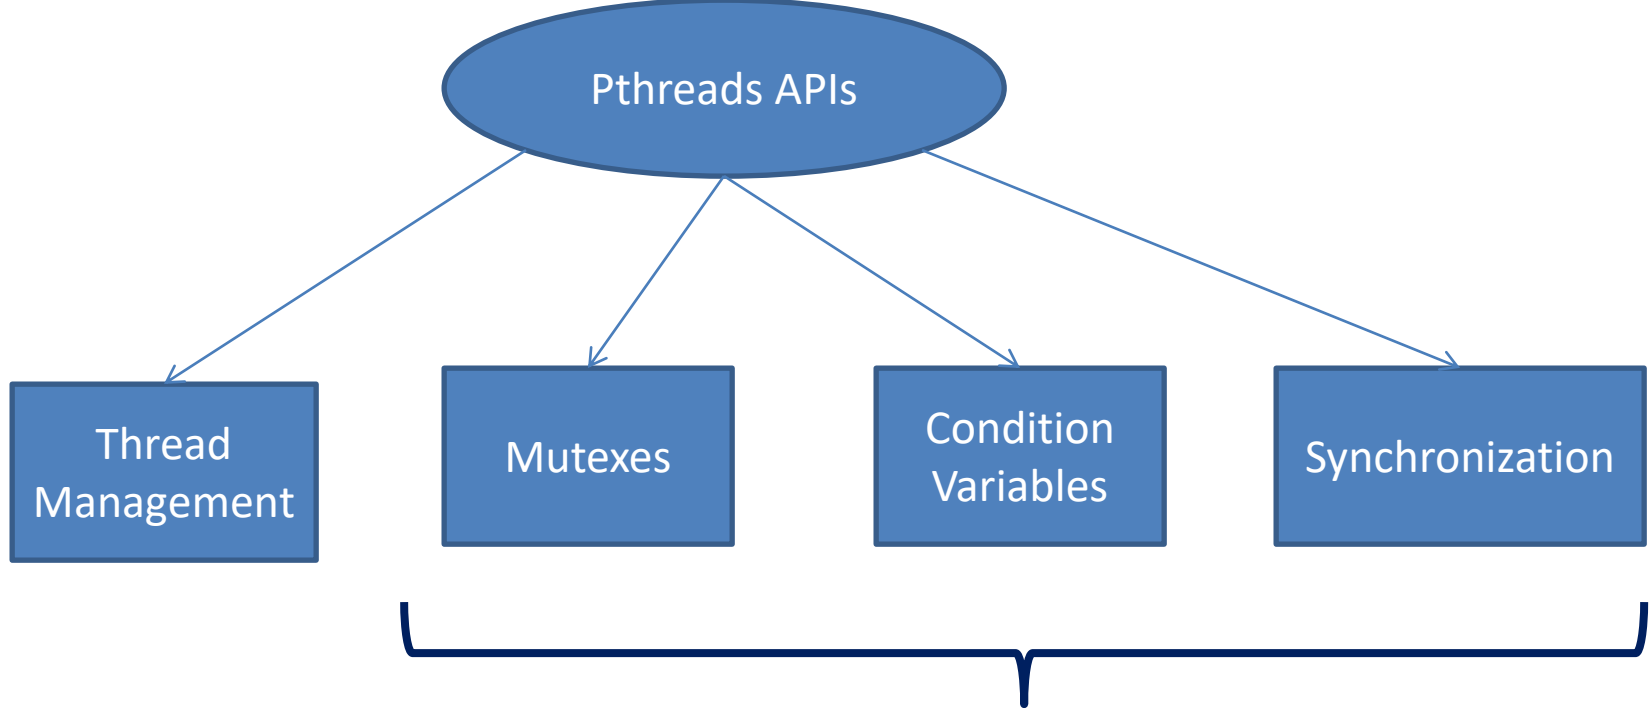 Pthreads APIs
Thread
Management
Mutexes
Condition
Variables
Synchronization